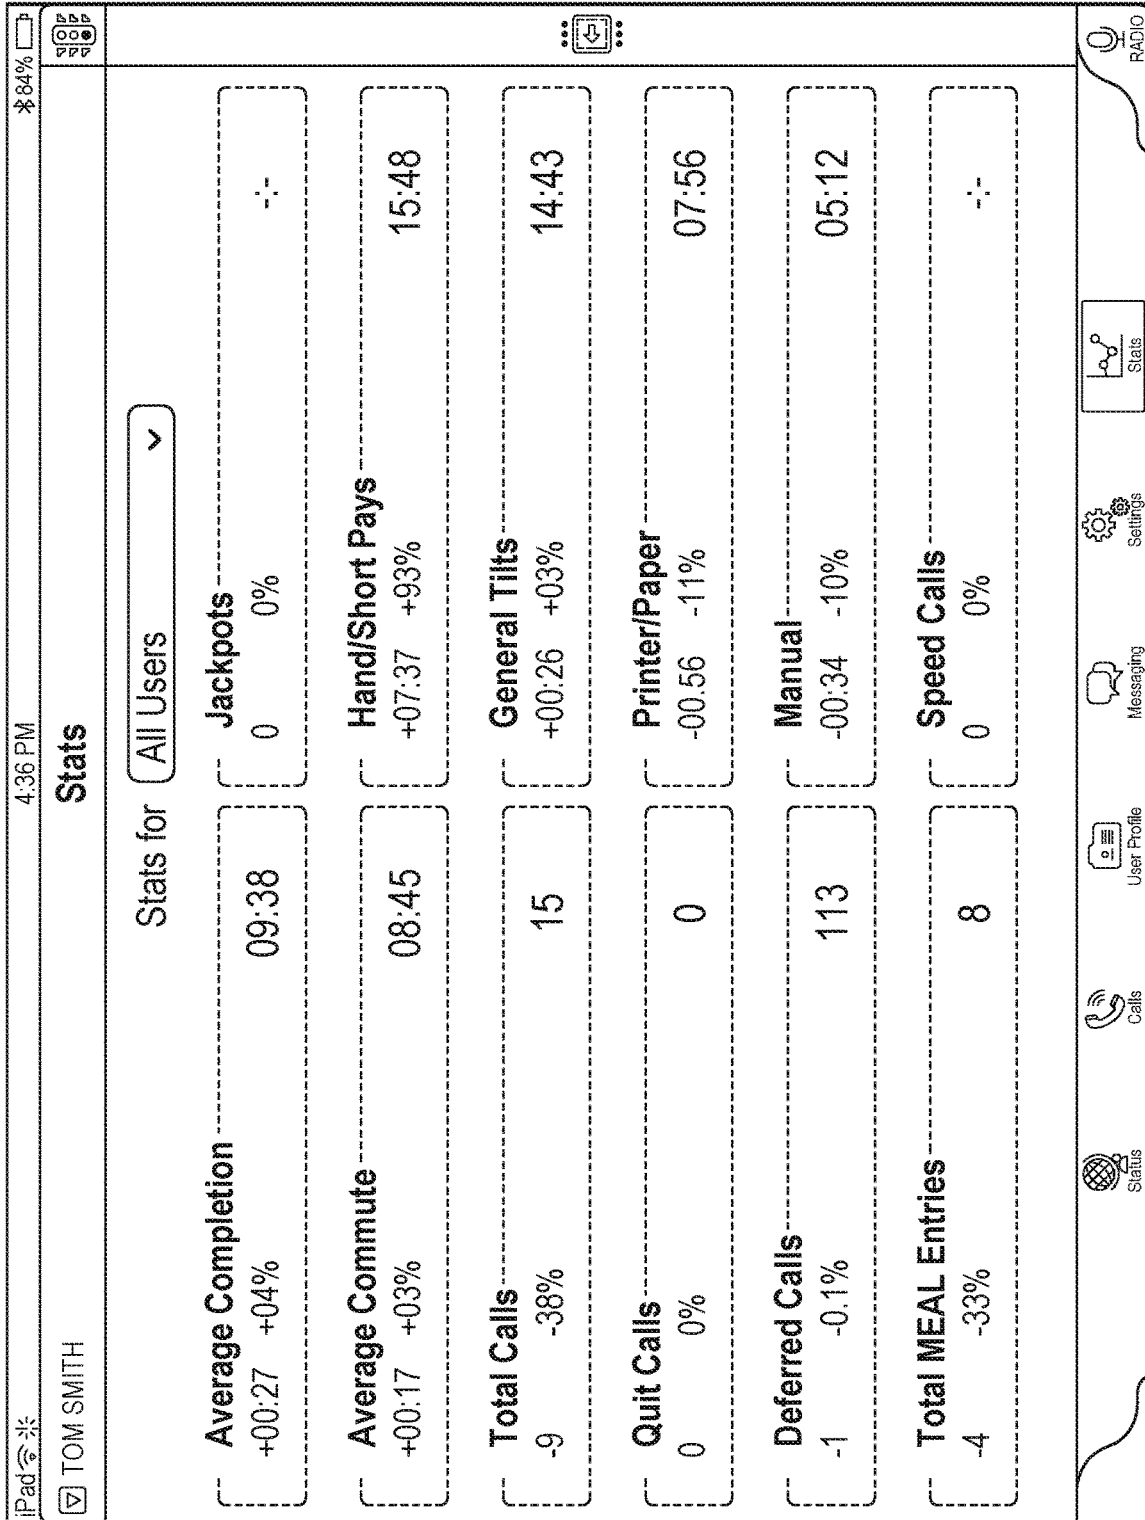 iPad 4:36 PM 84%
TOM SMITH Stats
Stats for All Users
Average Completion
+00:27 +04% 09:38
Average Commute
+00:17 +03% 08:45
Total Calls
-9 -38% 15
Quit Calls
0 0% 0
Deferred Calls
-1 -0.1% 113
Total MEAL Entries
-4 -33% 8
Jackpots
0 0% -:-
Hand/Short Pays
+07:37 +93% 15:48
General Tilts
+00:26 +03% 14:43
Printer/Paper
-00.56 -11% 07:56
Manual
-00:34 -10% 05:12
Speed Calls
0 0% -:-
Status Calls User Profile Messaging Settings Stats RADIO